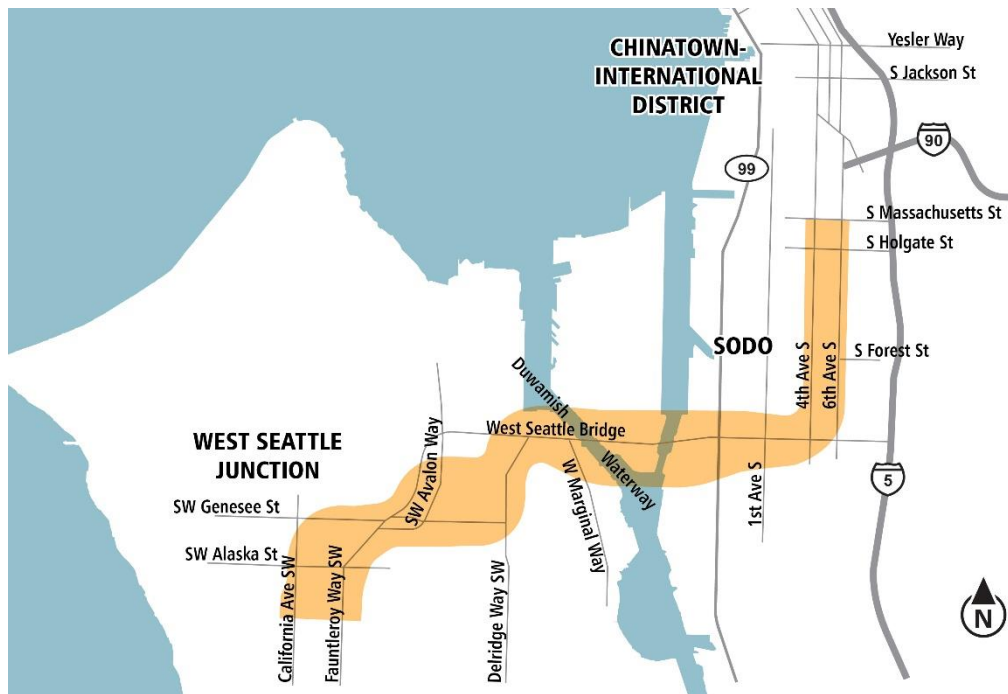 CHINATOWN-
INTERNATIONAL
DISTRICT
Yesler Way
S Jackson St
90
99
S Massachusetts St
S Holgate St
SODO
S Forest St
4th Ave S
6th Ave S
Duwamish
Waterway
West Seattle Bridge
WEST SEATTLE
JUNCTION
SW Avalon Way
SW Genesee St
W Marginal Way
1st Ave S
5
SW Alaska St
California Ave SW
Fauntleroy Way SW
Delridge Way SW
N